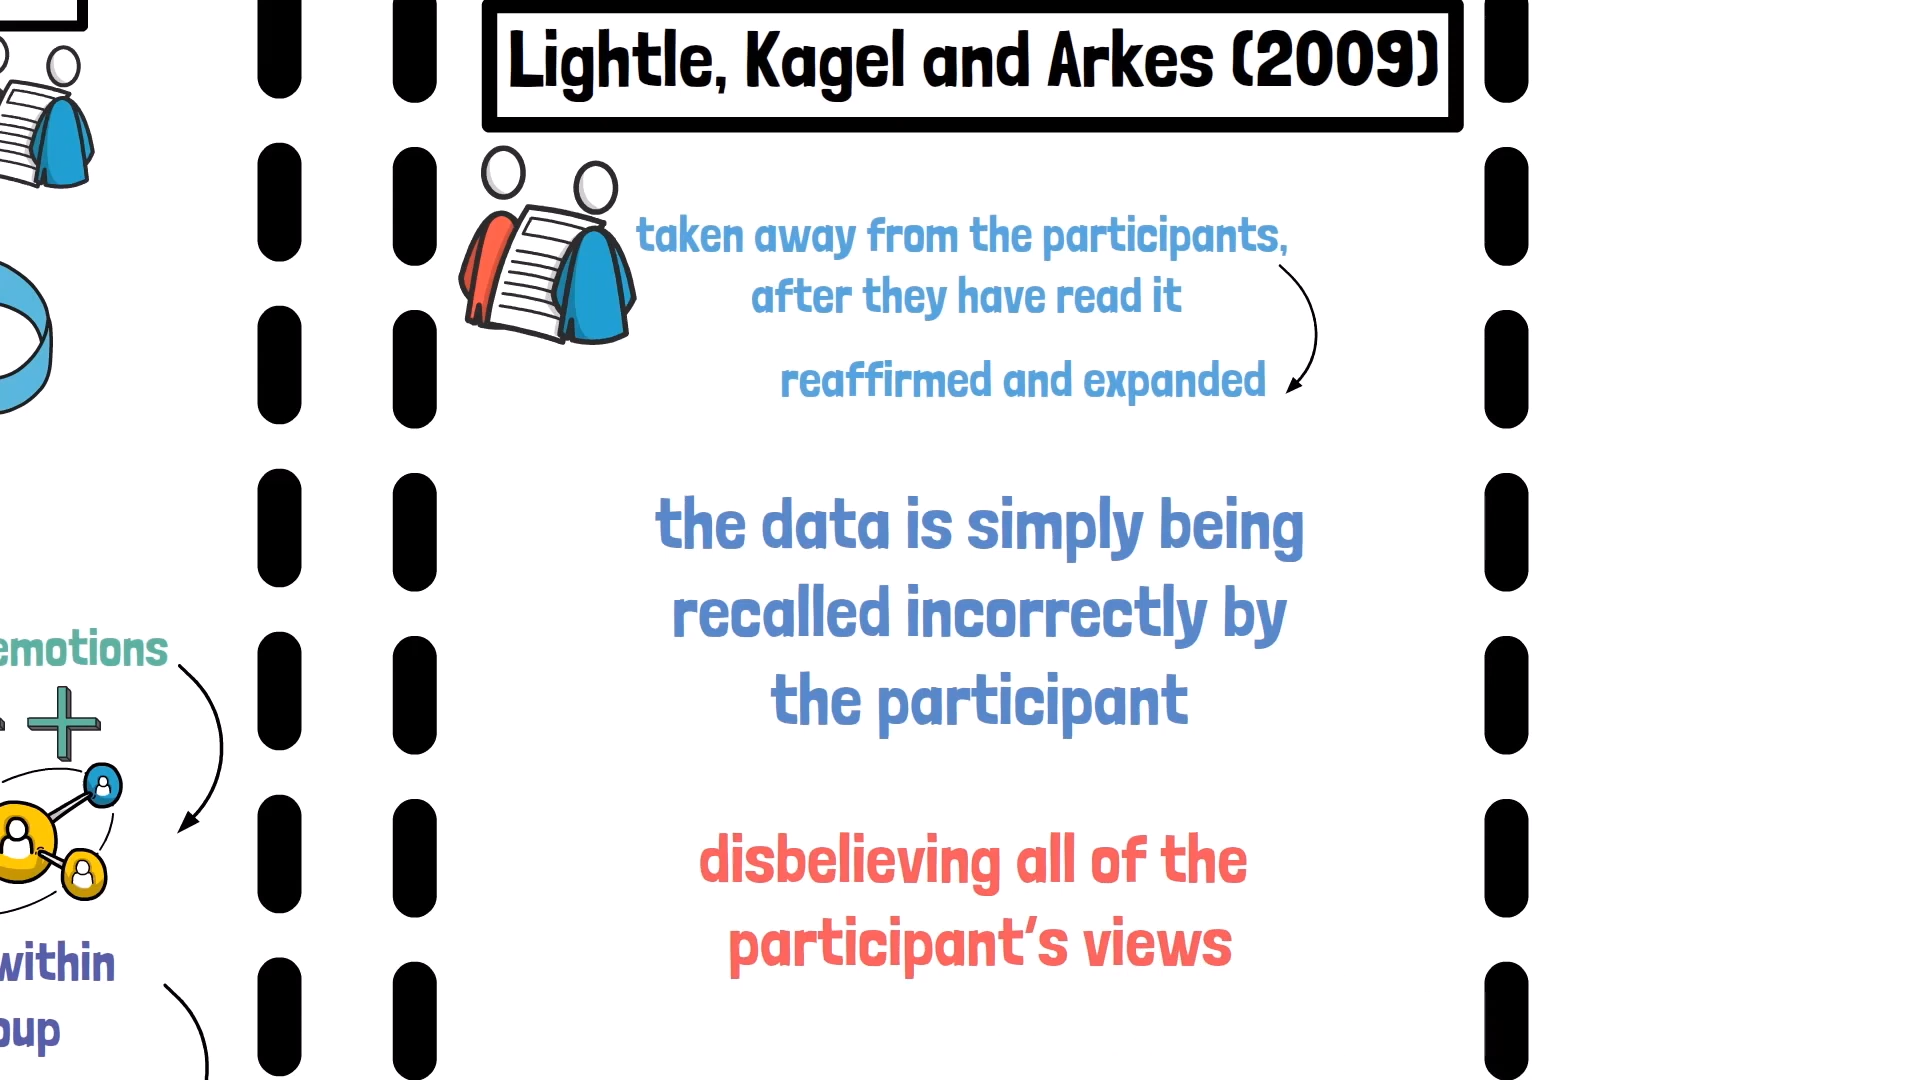 Lightle, Kagel and Arkes (2009)
taken away from the participants,
after they have read it
reaffirmed and expanded
the data is simply being
recalled incorrectly by
the participant
disbelieving all of the
participant's views
emotions
within